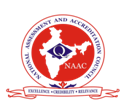 NATIONAL ASSESSMENT AND ACCREDITATION COUNCIL
Q
NAAC
EXCELLENCE • CREDIBILITY • RELEVANCE